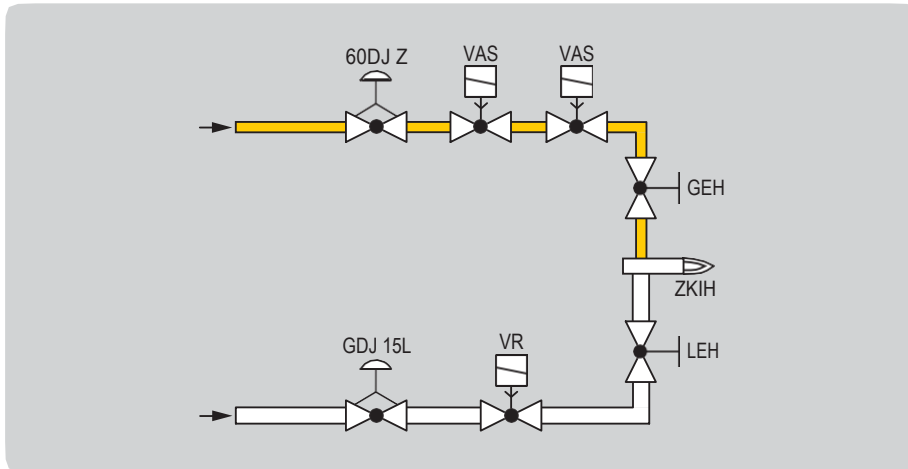 60DJ Z
VAS
VAS
GEH
ZKIH
GDJ 15L
VR
LEH